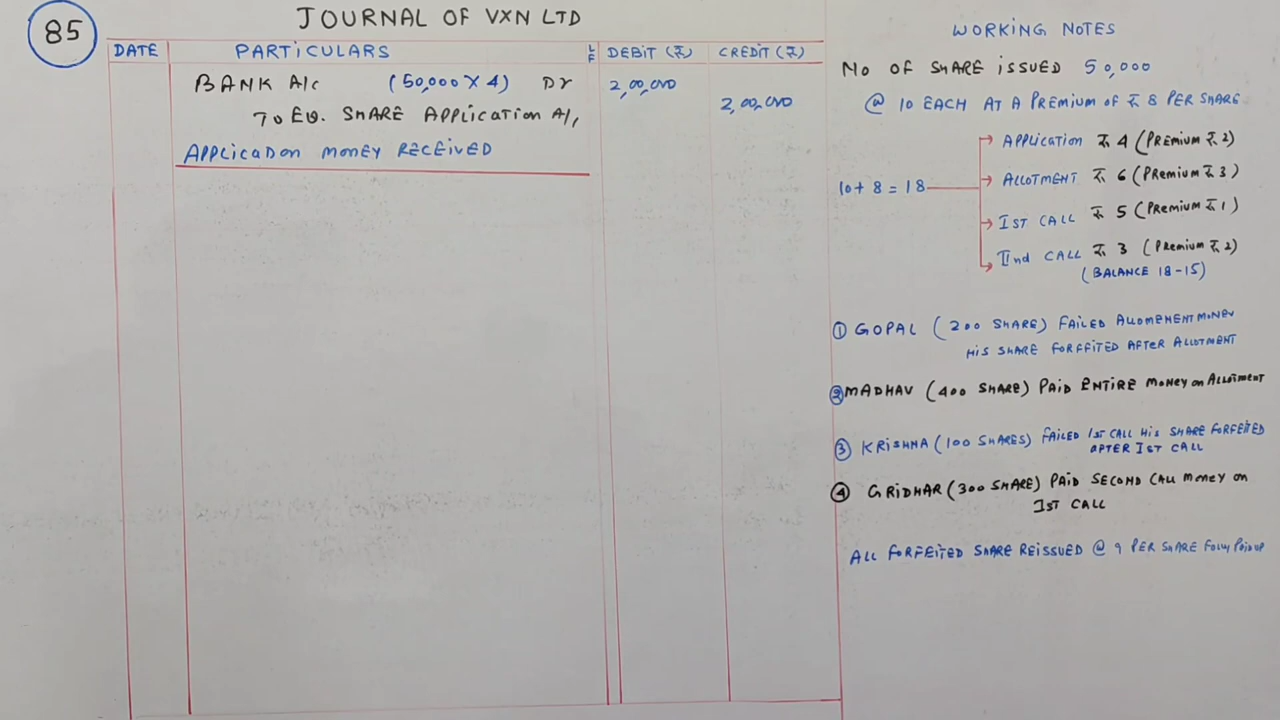 85
JOURNAL OF VXN LTD
DATE PARTICULARS LF DEBIT (₹) CREDIT (₹)
BANK A/c (50,000 X 4) Dr 2,00,000
TO EQ. SHARE APPLICATION A/c 2,00,000
APPLICATION MONEY RECEIVED
WORKING NOTES
NO OF SHARE ISSUED 50,000
@ 10 EACH AT A PREMIUM OF ₹ 8 PER SHARE
10 + 8 = 18
APPLICATION ₹ 4 (PREMIUM ₹ 2)
ALLOTMENT ₹ 6 (PREMIUM ₹ 3)
IST CALL ₹ 5 (PREMIUM ₹ 1)
IInd CALL ₹ 3 (PREMIUM ₹ 2)
(BALANCE 18-15)
① GOPAL (200 SHARE) FAILED ALLOMENMENT MONEY
HIS SHARE FORFFITED AFTER ALLOTMENT
② MADHAV (400 SHARE) PAID ENTIRE MONEY on ALLOTMENT
③ KRISHNA (100 SHARES) FAILED 1ST CALL HIS SHARE FORFEITED
AFTER IST CALL
④ GRIDHAR (300 SHARE) PAID SECOND CALL MONEY on
IST CALL
ALL FORFEITED SHARE REISSUED @ 9 PER SHARE FULLY PAIDUP